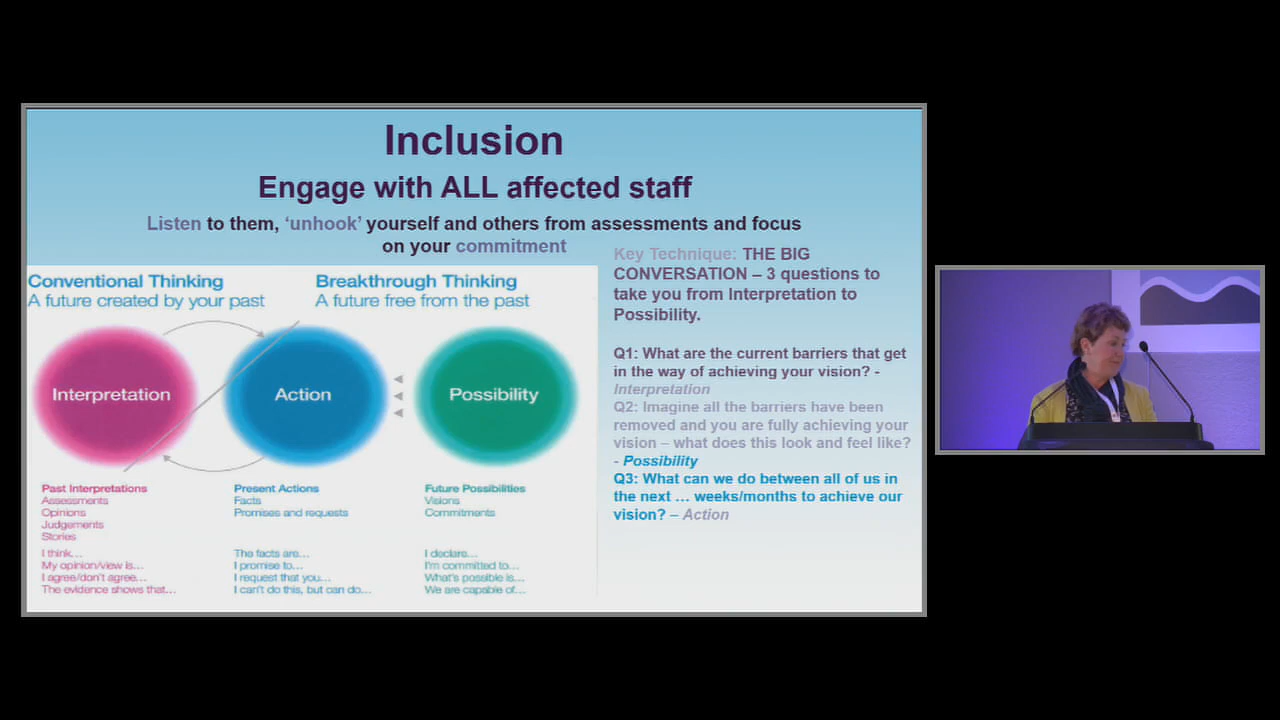 Inclusion
Engage with ALL affected staff
Listen to them, ‘unhook’ yourself and others from assessments and focus
on your commitment
Conventional Thinking
A future created by your past
Breakthrough Thinking
A future free from the past
Interpretation
Action
Possibility
Past Interpretations
Assessments
Opinions
Judgements
Stories
I think...
My opinion/view is...
I agree/don't agree...
The evidence shows that...
Present Actions
Facts
Promises and requests
The facts are...
I promise to...
I request that you...
I can't do this, but can do...
Future Possibilities
Visions
Commitments
I declare...
I'm committed to...
What's possible is...
We are capable of...
Key Technique: THE BIG
CONVERSATION – 3 questions to
take you from Interpretation to
Possibility.
Q1: What are the current barriers that get
in the way of achieving your vision? -
Interpretation
Q2: Imagine all the barriers have been
removed and you are fully achieving your
vision – what does this look and feel like?
- Possibility
Q3: What can we do between all of us in
the next … weeks/months to achieve our
vision? – Action